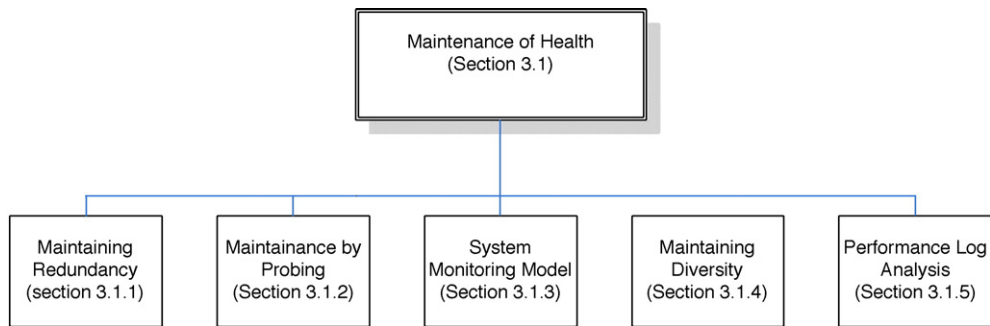 Maintenance of Health
(Section 3.1)
Maintaining
Redundancy
(section 3.1.1)
Maintainance by
Probing
(Section 3.1.2)
System
Monitoring Model
(Section 3.1.3)
Maintaining
Diversity
(Section 3.1.4)
Performance Log
Analysis
(Section 3.1.5)